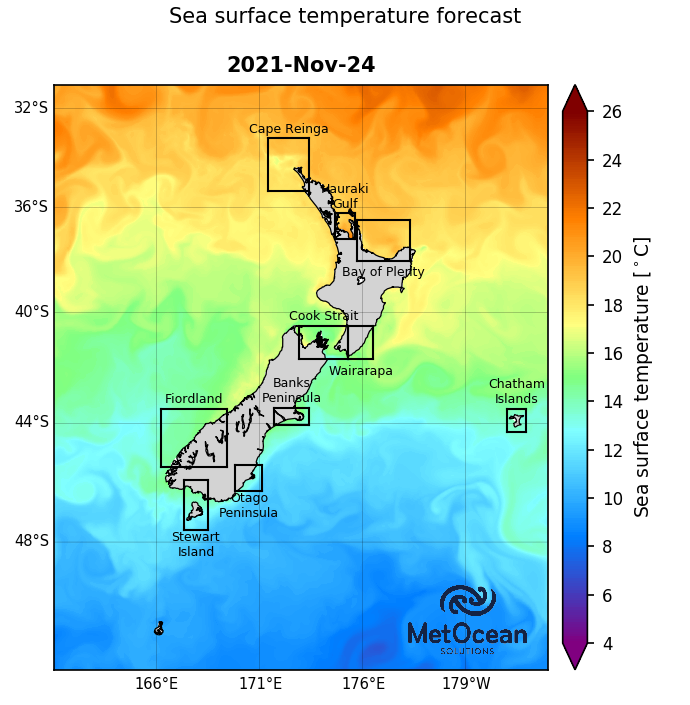 Sea surface temperature forecast
2021-Nov-24
32°S
36°S
40°S
44°S
48°S
166°E
171°E
176°E
179°W
Cape Reinga
Hauraki
Gulf
Bay of Plenty
Cook Strait
Wairarapa
Banks
Peninsula
Fiordland
Chatham
Islands
Otago
Peninsula
Stewart
Island
MetOcean
SOLUTIONS
26
24
22
20
18
16
14
12
10
8
6
4
Sea surface temperature [°C]